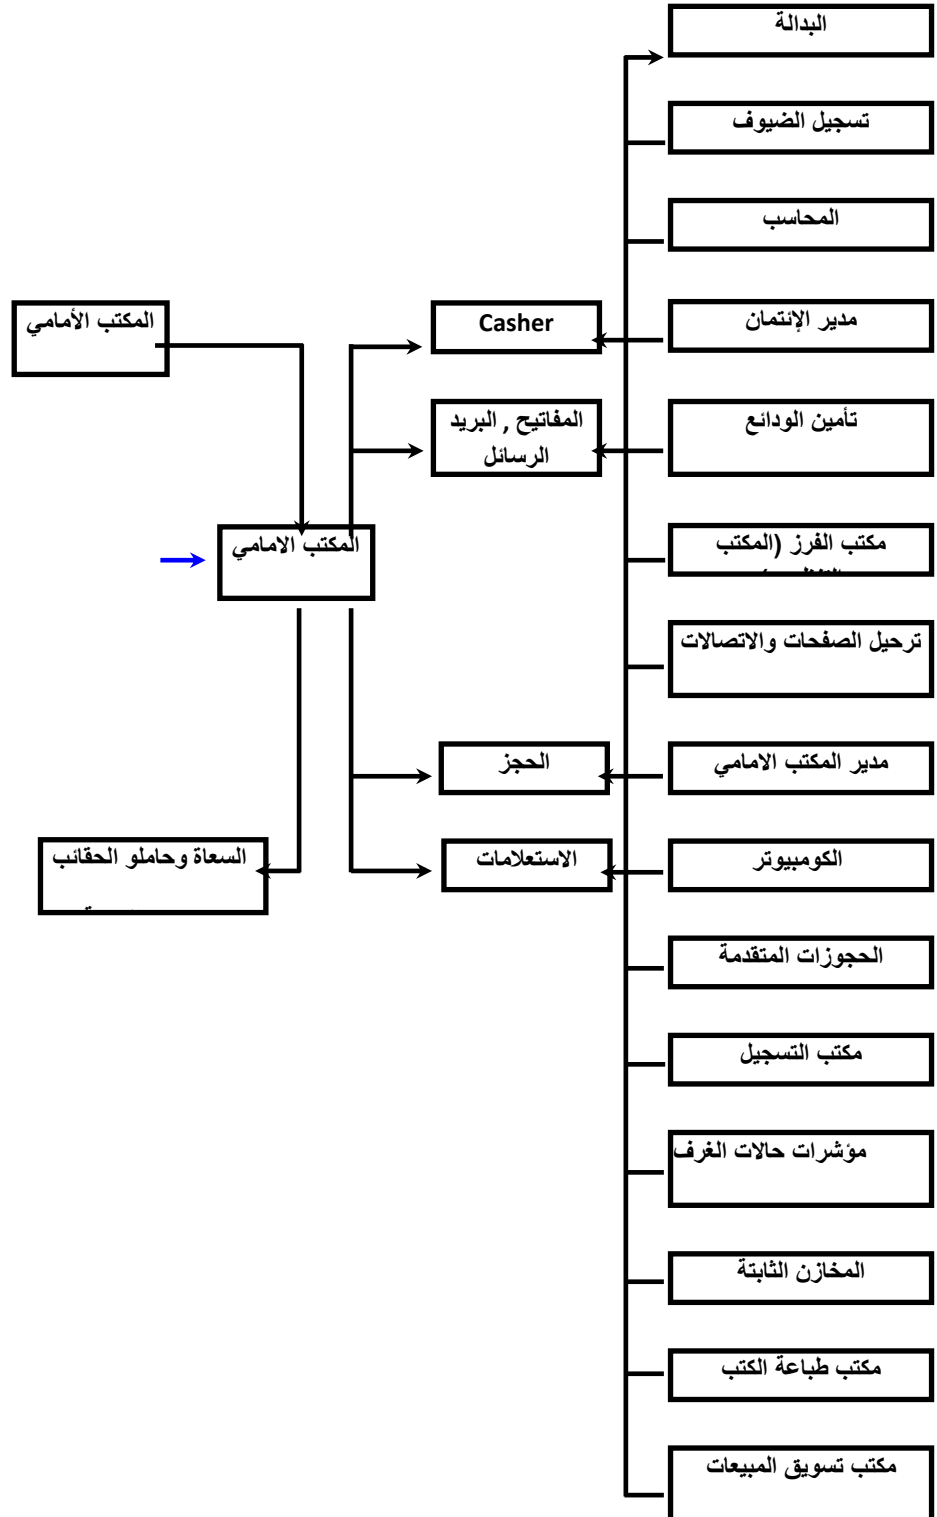 البدالة
تسجيل الضيوف
المحاسب
مدير الإئتمان
تأمين الودائع
مكتب الفرز (المكتب
ترحيل الصفحات والاتصالات
مدير المكتب الامامي
الكومبيوتر
الحجوزات المتقدمة
مكتب التسجيل
مؤشرات حالات الغرف
المخازن الثابتة
مكتب طباعة الكتب
مكتب تسويق المبيعات
Casher
المفاتيح , البريد
الرسائل
الحجز
الاستعلامات
المكتب الأمامي
المكتب الامامي
السعاة وحاملو الحقائب